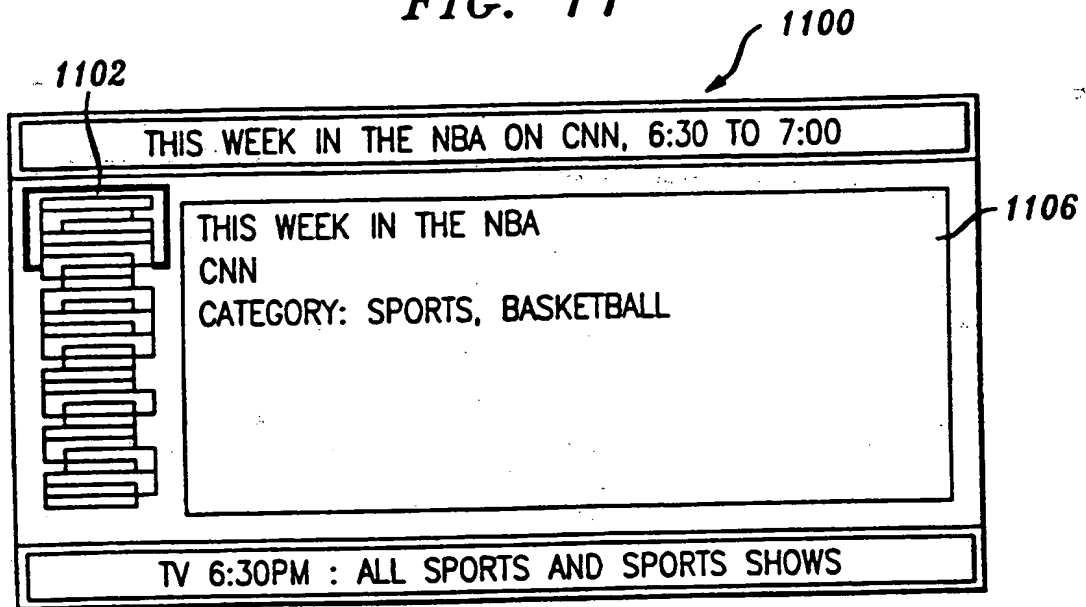 FIG. 11
1100
1102
THIS WEEK IN THE NBA ON CNN, 6:30 TO 7:00
THIS WEEK IN THE NBA
1106
CNN
CATEGORY: SPORTS, BASKETBALL
TV 6:30PM : ALL SPORTS AND SPORTS SHOWS